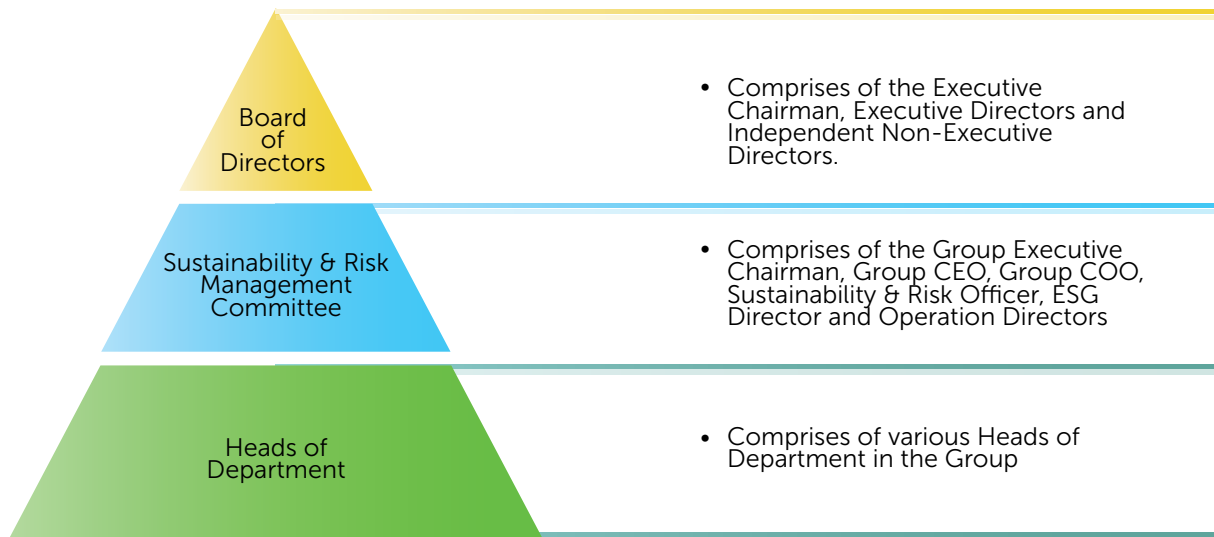 Board
of
Directors
• Comprises of the Executive
Chairman, Executive Directors and
Independent Non-Executive
Directors.
Sustainability & Risk
Management
Committee
• Comprises of the Group Executive
Chairman, Group CEO, Group COO,
Sustainability & Risk Officer, ESG
Director and Operation Directors
Heads of
Department
• Comprises of various Heads of
Department in the Group